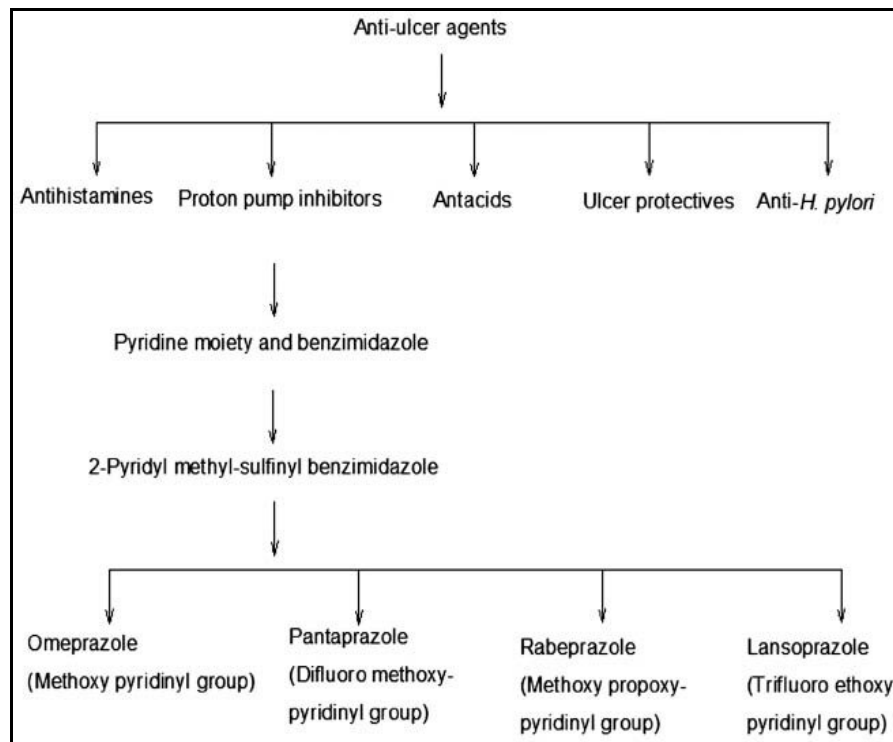 Anti-ulcer agents
Antihistamines
Proton pump inhibitors
Antacids
Ulcer protectives
Anti-H. pylori
Pyridine moiety and benzimidazole
2-Pyridyl methyl-sulfinyl benzimidazole
Omeprazole
(Methoxy pyridinyl group)
Pantaprazole
(Difluoro methoxy-
pyridinyl group)
Rabeprazole
(Methoxy propoxy-
pyridinyl group)
Lansoprazole
(Trifluoro ethoxy
pyridinyl group)